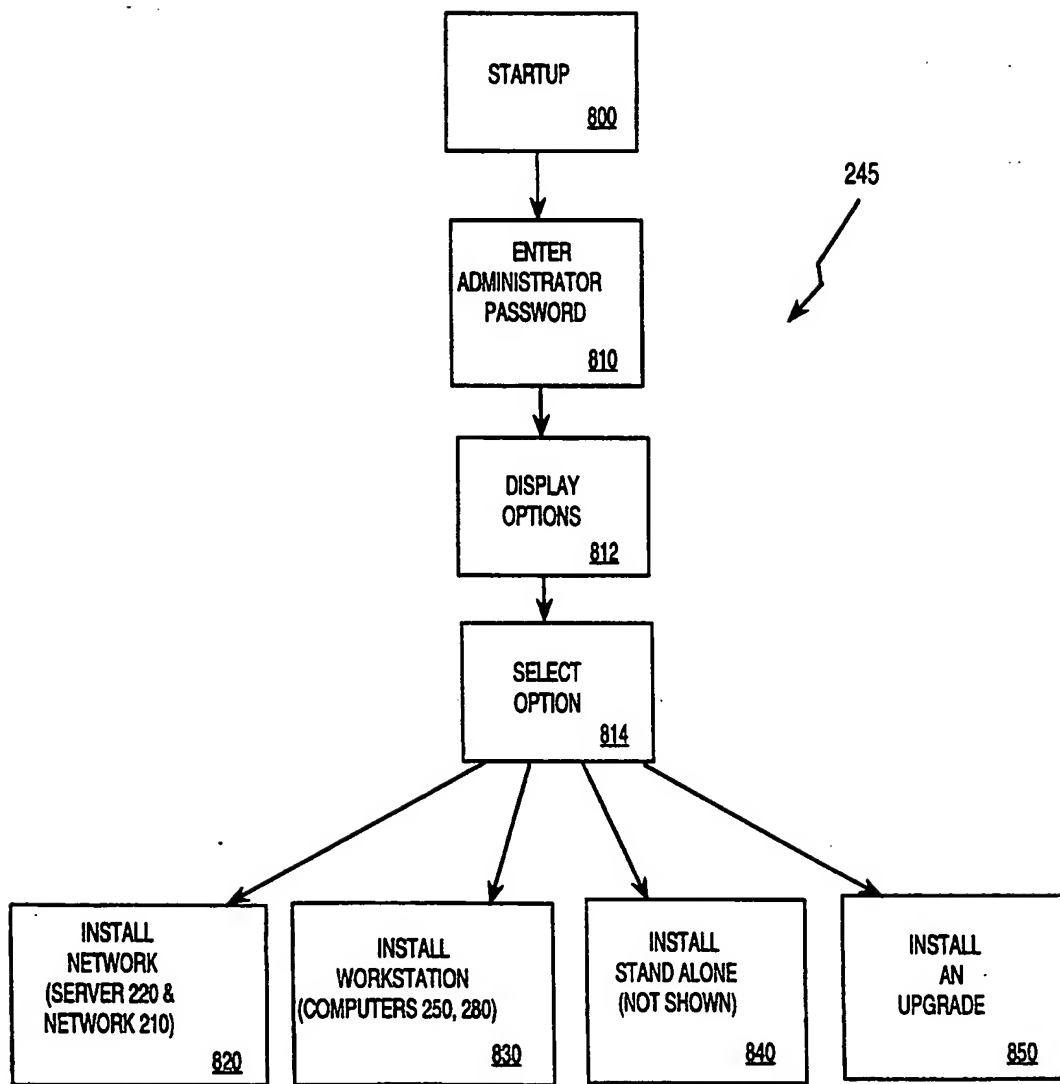 STARTUP
800
245
ENTER
ADMINISTRATOR
PASSWORD
810
DISPLAY
OPTIONS
812
SELECT
OPTION
814
INSTALL
NETWORK
(SERVER 220 &
NETWORK 210)
820
INSTALL
WORKSTATION
(COMPUTERS 250, 280)
830
INSTALL
STAND ALONE
(NOT SHOWN)
840
INSTALL
AN
UPGRADE
850